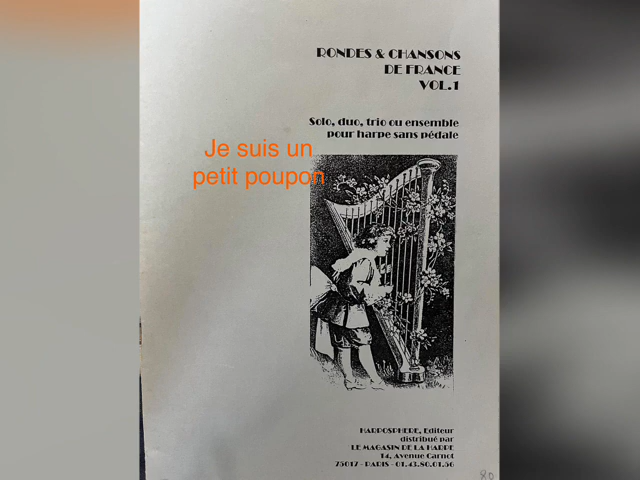 RONDES & CHANSONS
DE FRANCE
VOL.1
Solo, duo, trio ou ensemble
pour harpe sans pédale
Je suis un
petit poupon
HARPOSPHERE, Editeur
distribué par
LE MAGASIN DE LA HARPE
14, Avenue Carnot
75017 - PARIS - 01.43.80.01.56
80